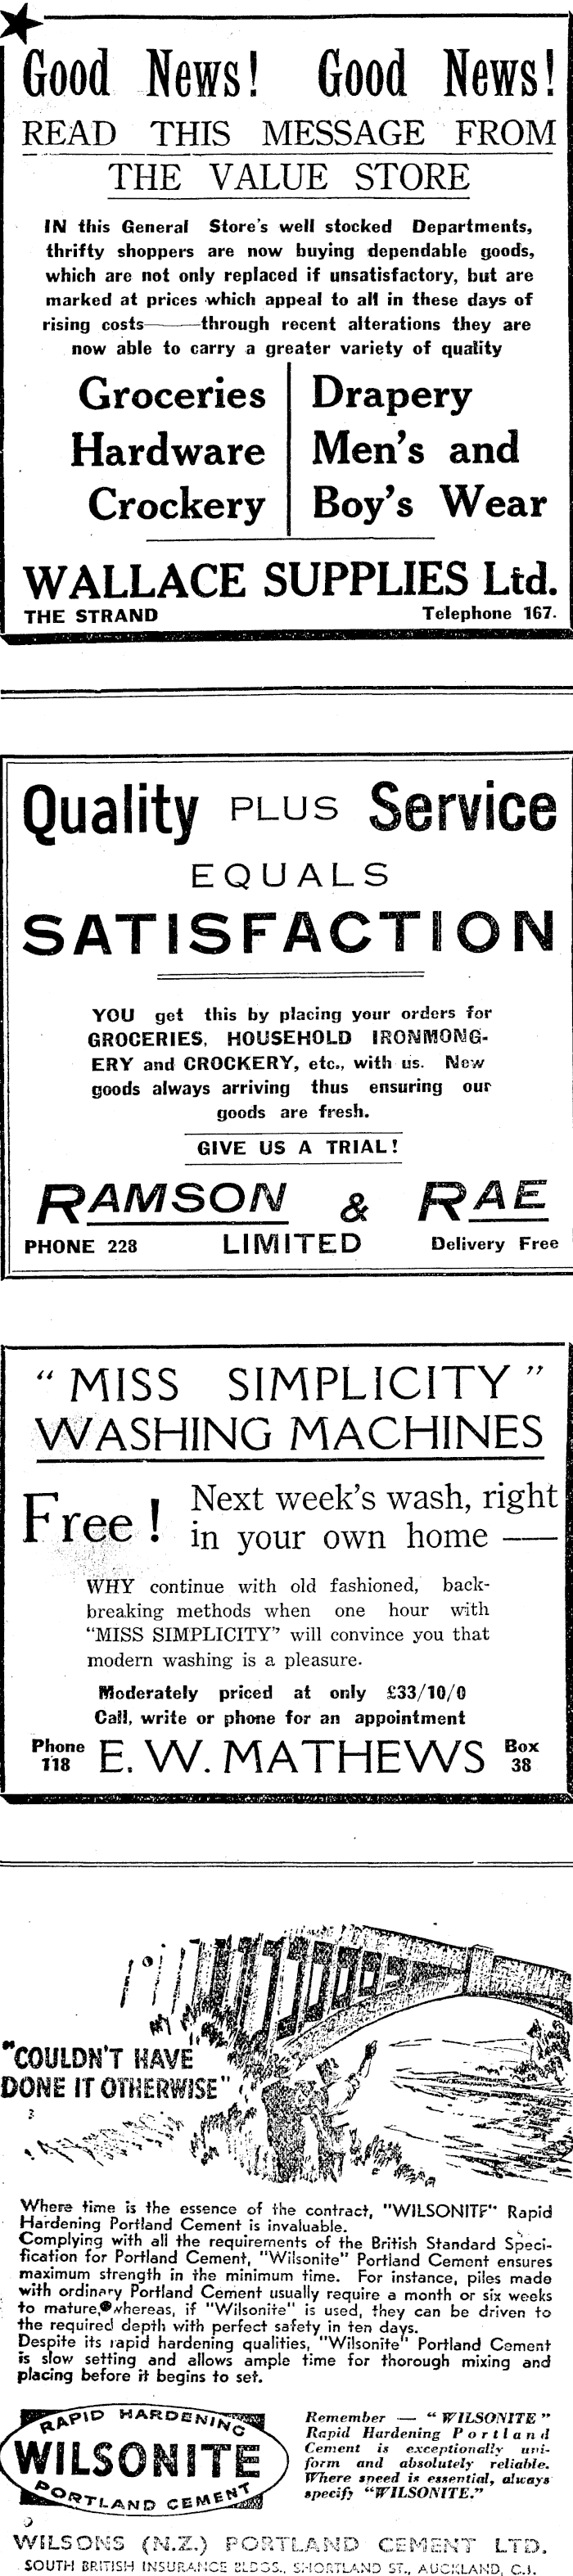 Good News! Good News!
READ THIS MESSAGE FROM
THE VALUE STORE
IN this General Store's well stocked Departments,
thrifty shoppers are now buying dependable goods,
which are not only replaced if unsatisfactory, but are
marked at prices which appeal to all in these days of
rising costs——through recent alterations they are
now able to carry a greater variety of quality
Groceries
Hardware
Crockery
Drapery
Men's and
Boy's Wear
WALLACE SUPPLIES Ltd.
THE STRAND Telephone 167.
Quality PLUS Service
EQUALS
SATISFACTION
YOU get this by placing your orders for
GROCERIES, HOUSEHOLD IRONMONG-
ERY and CROCKERY, etc., with us. New
goods always arriving thus ensuring our
goods are fresh.
GIVE US A TRIAL!
RAMSON & RAE
PHONE 228 LIMITED Delivery Free
"MISS SIMPLICITY"
WASHING MACHINES
Free! Next week's wash, right
in your own home —
WHY continue with old fashioned, back-
breaking methods when one hour with
"MISS SIMPLICITY" will convince you that
modern washing is a pleasure.
Moderately priced at only £33/10/0
Call, write or phone for an appointment
Phone 118 E. W. MATHEWS Box 38
"COULDN'T HAVE
DONE IT OTHERWISE"
Where time is the essence of the contract, "WILSONITE" Rapid
Hardening Portland Cement is invaluable.
Complying with all the requirements of the British Standard Speci-
fication for Portland Cement, "Wilsonite" Portland Cement ensures
maximum strength in the minimum time. For instance, piles made
with ordinary Portland Cement usually require a month or six weeks
to mature, whereas, if "Wilsonite" is used, they can be driven to
the required depth with perfect safety in ten days.
Despite its rapid hardening qualities, "Wilsonite" Portland Cement
is slow setting and allows ample time for thorough mixing and
placing before it begins to set.
RAPID HARDENING
WILSONITE
PORTLAND CEMENT
Remember — "WILSONITE"
Rapid Hardening Portland
Cement is exceptionally uni-
form and absolutely reliable.
Where speed is essential, always
specify "WILSONITE."
WILSONS (N.Z.) PORTLAND CEMENT LTD.
SOUTH BRITISH INSURANCE BLDGS., SHORTLAND ST., AUCKLAND, C.1.